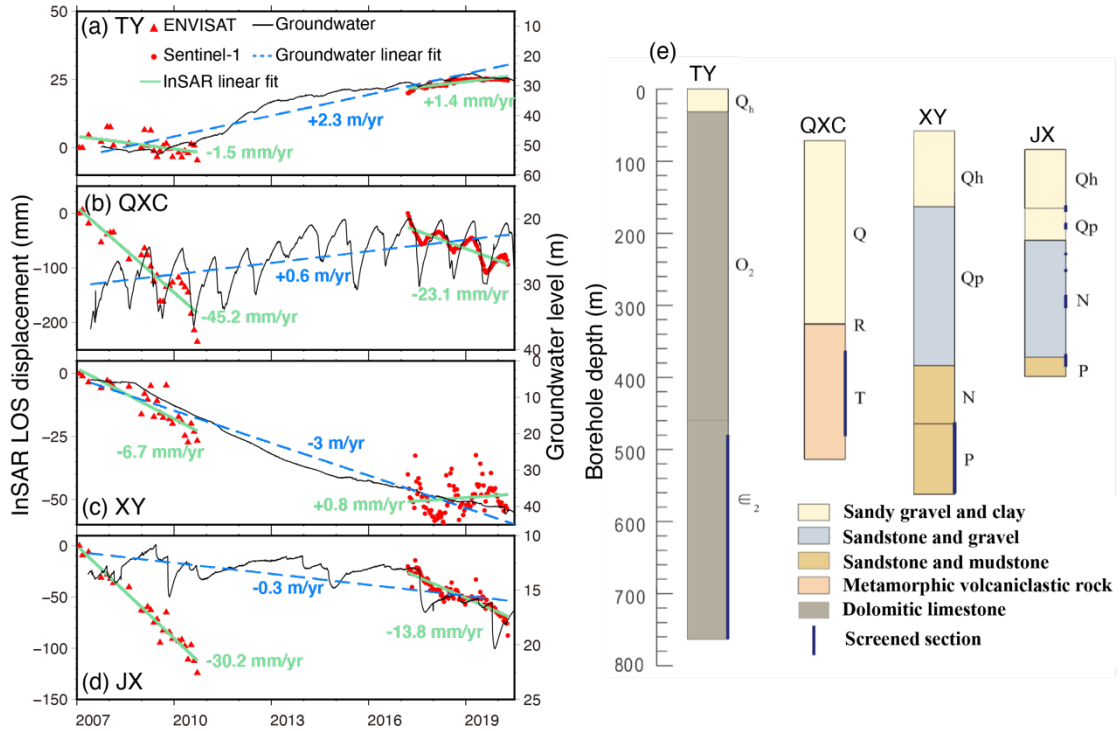 (a) TY
ENVISAT
Groundwater
Sentinel-1
Groundwater linear fit
InSAR linear fit
+2.3 m/yr
+1.4 mm/yr
-1.5 mm/yr
50
25
0
10
20
30
40
50
60
(b) QXC
+0.6 m/yr
-23.1 mm/yr
-45.2 mm/yr
0
−100
−200
20
30
40
-6.7 mm/yr
-3 m/yr
+0.8 mm/yr
(c) XY
0
−25
−50
0
10
20
30
40
-0.3 m/yr
-13.8 mm/yr
-30.2 mm/yr
(d) JX
0
−50
−100
−150
10
15
20
25
2007
2010
2013
2016
2019
InSAR LOS displacement (mm)
Groundwater level (m)
(e)
Borehole depth (m)
0
100
200
300
400
500
600
700
800
TY
Qh
O2
∈2
QXC
Q
R
T
XY
Qh
Qp
N
P
JX
Qh
Qp
N
P
Sandy gravel and clay
Sandstone and gravel
Sandstone and mudstone
Metamorphic volcaniclastic rock
Dolomitic limestone
Screened section